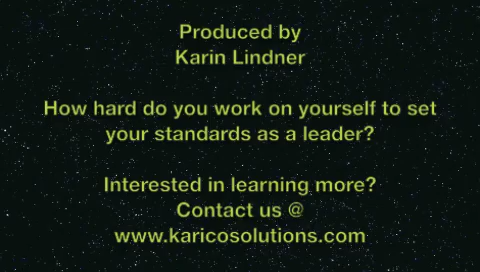 Produced by
Karin Lindner
How hard do you work on yourself to set
your standards as a leader?
Interested in learning more?
Contact us @
www.karicosolutions.com